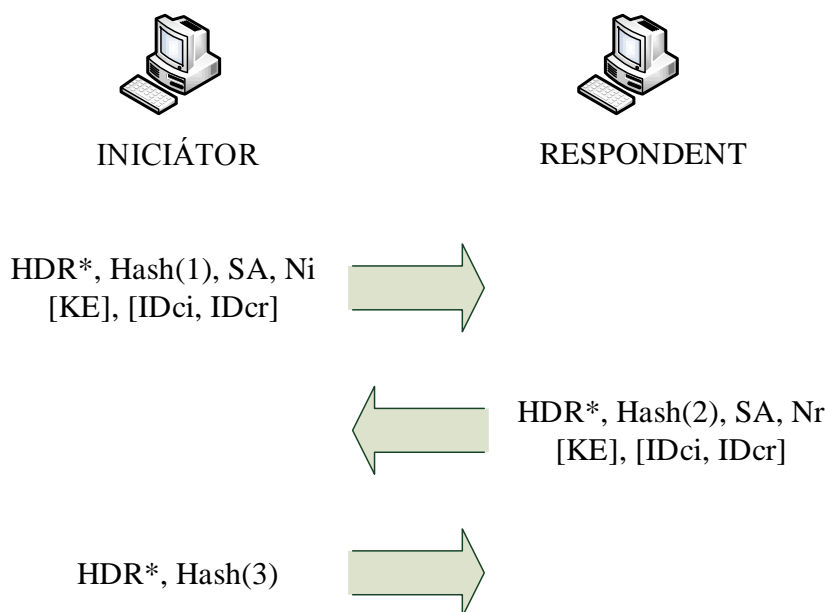 INICIÁTOR
RESPONDENT
HDR*, Hash(1), SA, Ni
[KE], [IDci, IDcr]
HDR*, Hash(2), SA, Nr
[KE], [IDci, IDcr]
HDR*, Hash(3)